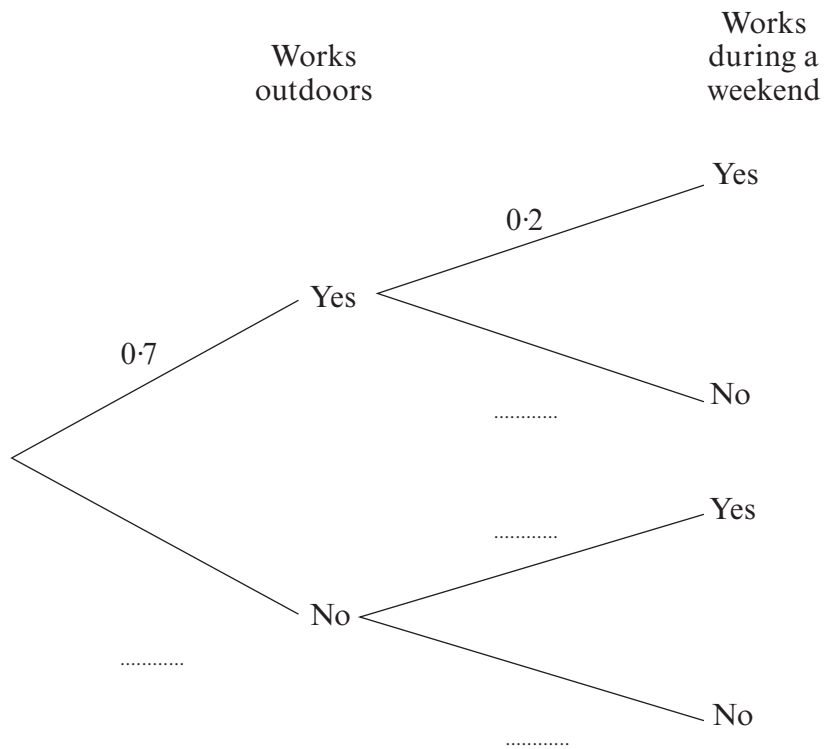 Works
outdoors
Works
during a
weekend
Yes
0·2
Yes
0·7
No
............
Yes
............
No
............
No
............